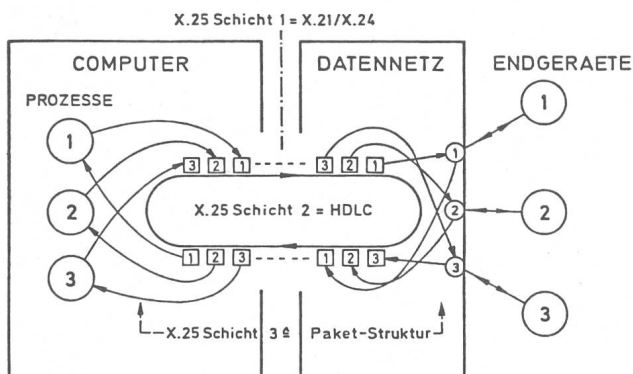 X.25 Schicht 1 = X.21/X.24
COMPUTER
DATENNETZ
ENDGERAETE
PROZESSE
1
2
3
3 2 1
3 2 1
X.25 Schicht 2 = HDLC
1 2 3
1 2 3
1
2
3
1
2
3
X.25 Schicht 3 ≙ Paket-Struktur